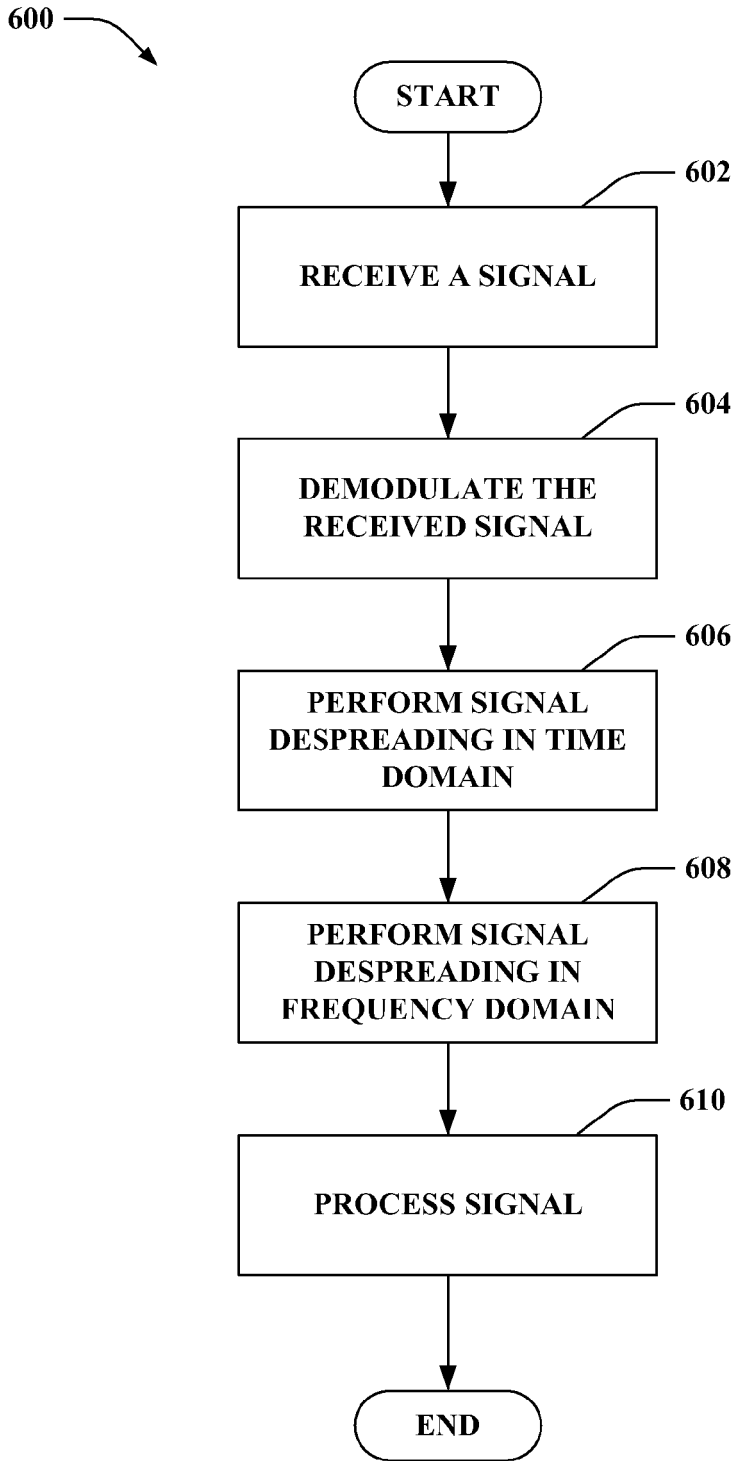 600
START
602
RECEIVE A SIGNAL
604
DEMODULATE THE
RECEIVED SIGNAL
606
PERFORM SIGNAL
DESPREADING IN TIME
DOMAIN
608
PERFORM SIGNAL
DESPREADING IN
FREQUENCY DOMAIN
610
PROCESS SIGNAL
END